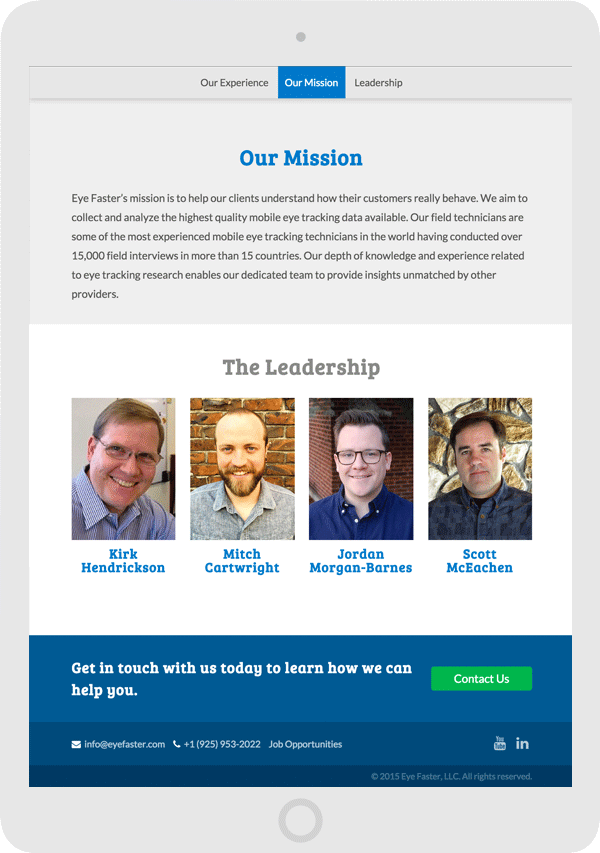 Our Experience Our Mission Leadership
Our Mission
Eye Faster's mission is to help our clients understand how their customers really behave. We aim to
collect and analyze the highest quality mobile eye tracking data available. Our field technicians are
some of the most experienced mobile eye tracking technicians in the world having conducted over
15,000 field interviews in more than 15 countries. Our depth of knowledge and experience related
to eye tracking research enables our dedicated team to provide insights unmatched by other
providers.
The Leadership
Kirk
Hendrickson
Mitch
Cartwright
Jordan
Morgan-Barnes
Scott
McEachen
Get in touch with us today to learn how we can
help you.
Contact Us
info@eyefaster.com +1 (925) 953-2022 Job Opportunities
You
Tube
in
© 2015 Eye Faster, LLC. All rights reserved.